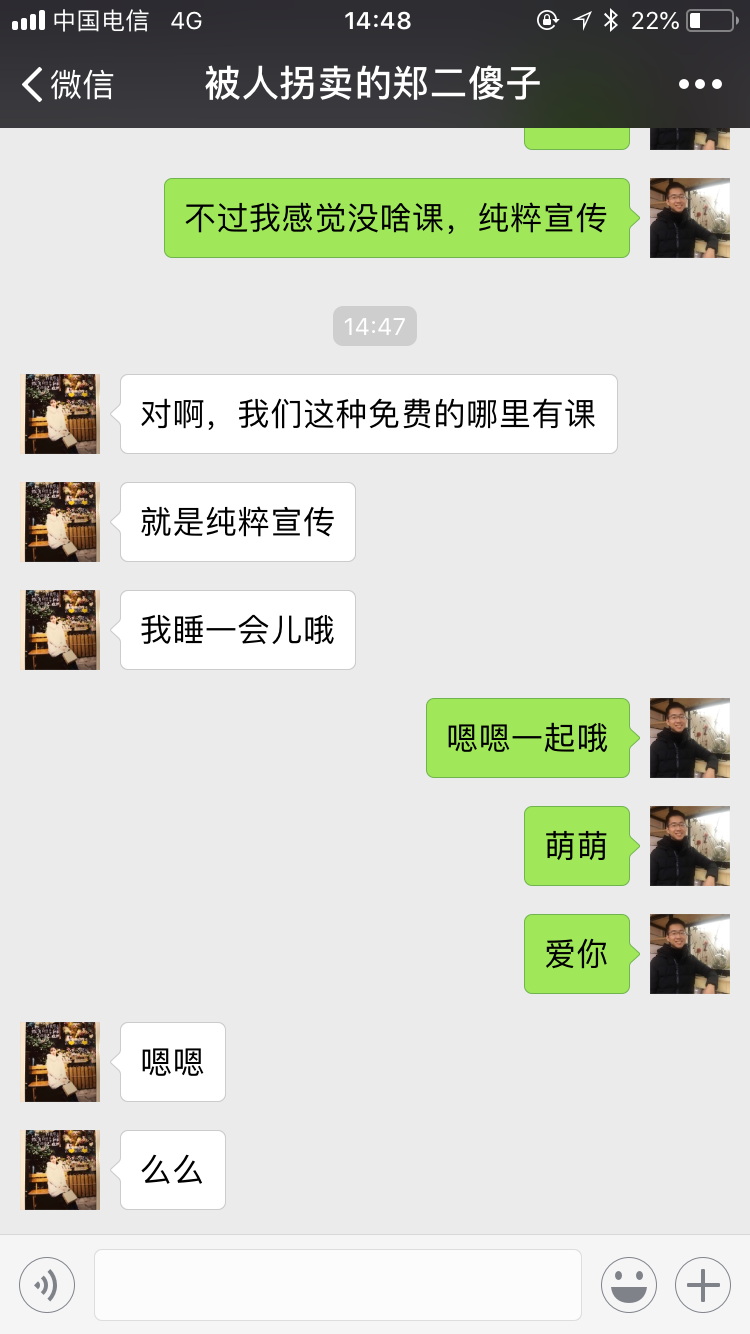 中国电信 4G 14:48 22%
微信 被人拐卖的郑二傻子
不过我感觉没啥课，纯粹宣传
14:47
对啊，我们这种免费的哪里有课
就是纯粹宣传
我睡一会儿哦
嗯嗯一起哦
萌萌
爱你
嗯嗯
么么